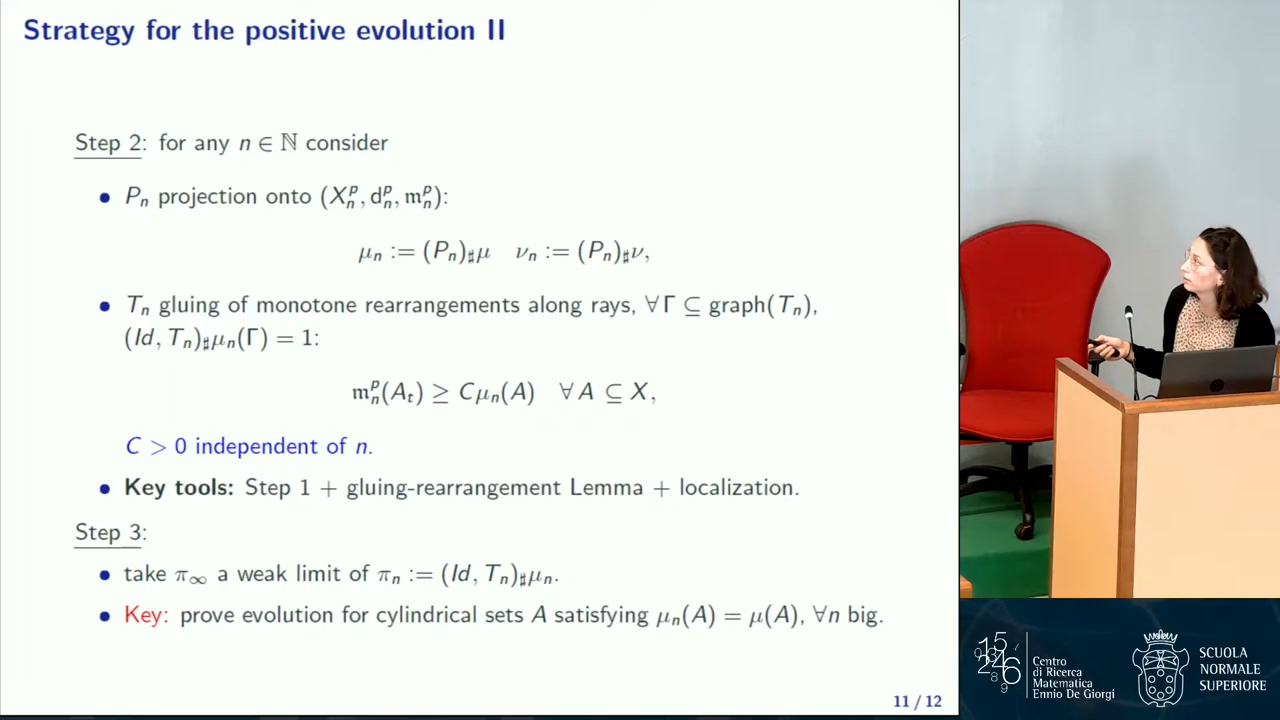 Strategy for the positive evolution II
Step 2: for any n ∈ ℕ consider
• Pₙ projection onto (Xₙᵖ, dₙᵖ, mₙᵖ):
μₙ := (Pₙ)♯μ νₙ := (Pₙ)♯ν,
• Tₙ gluing of monotone rearrangements along rays, ∀Γ ⊆ graph(Tₙ),
(Id, Tₙ)♯μₙ(Γ) = 1:
mₙᵖ(Aₜ) ≥ Cμₙ(A) ∀A ⊆ X,
C > 0 independent of n.
• Key tools: Step 1 + gluing-rearrangement Lemma + localization.
Step 3:
• take π∞ a weak limit of πₙ := (Id, Tₙ)♯μₙ.
• Key: prove evolution for cylindrical sets A satisfying μₙ(A) = μ(A), ∀n big.
11 / 12
Centro
di Ricerca
Matematica
Ennio De Giorgi
SCUOLA
NORMALE
SUPERIORE